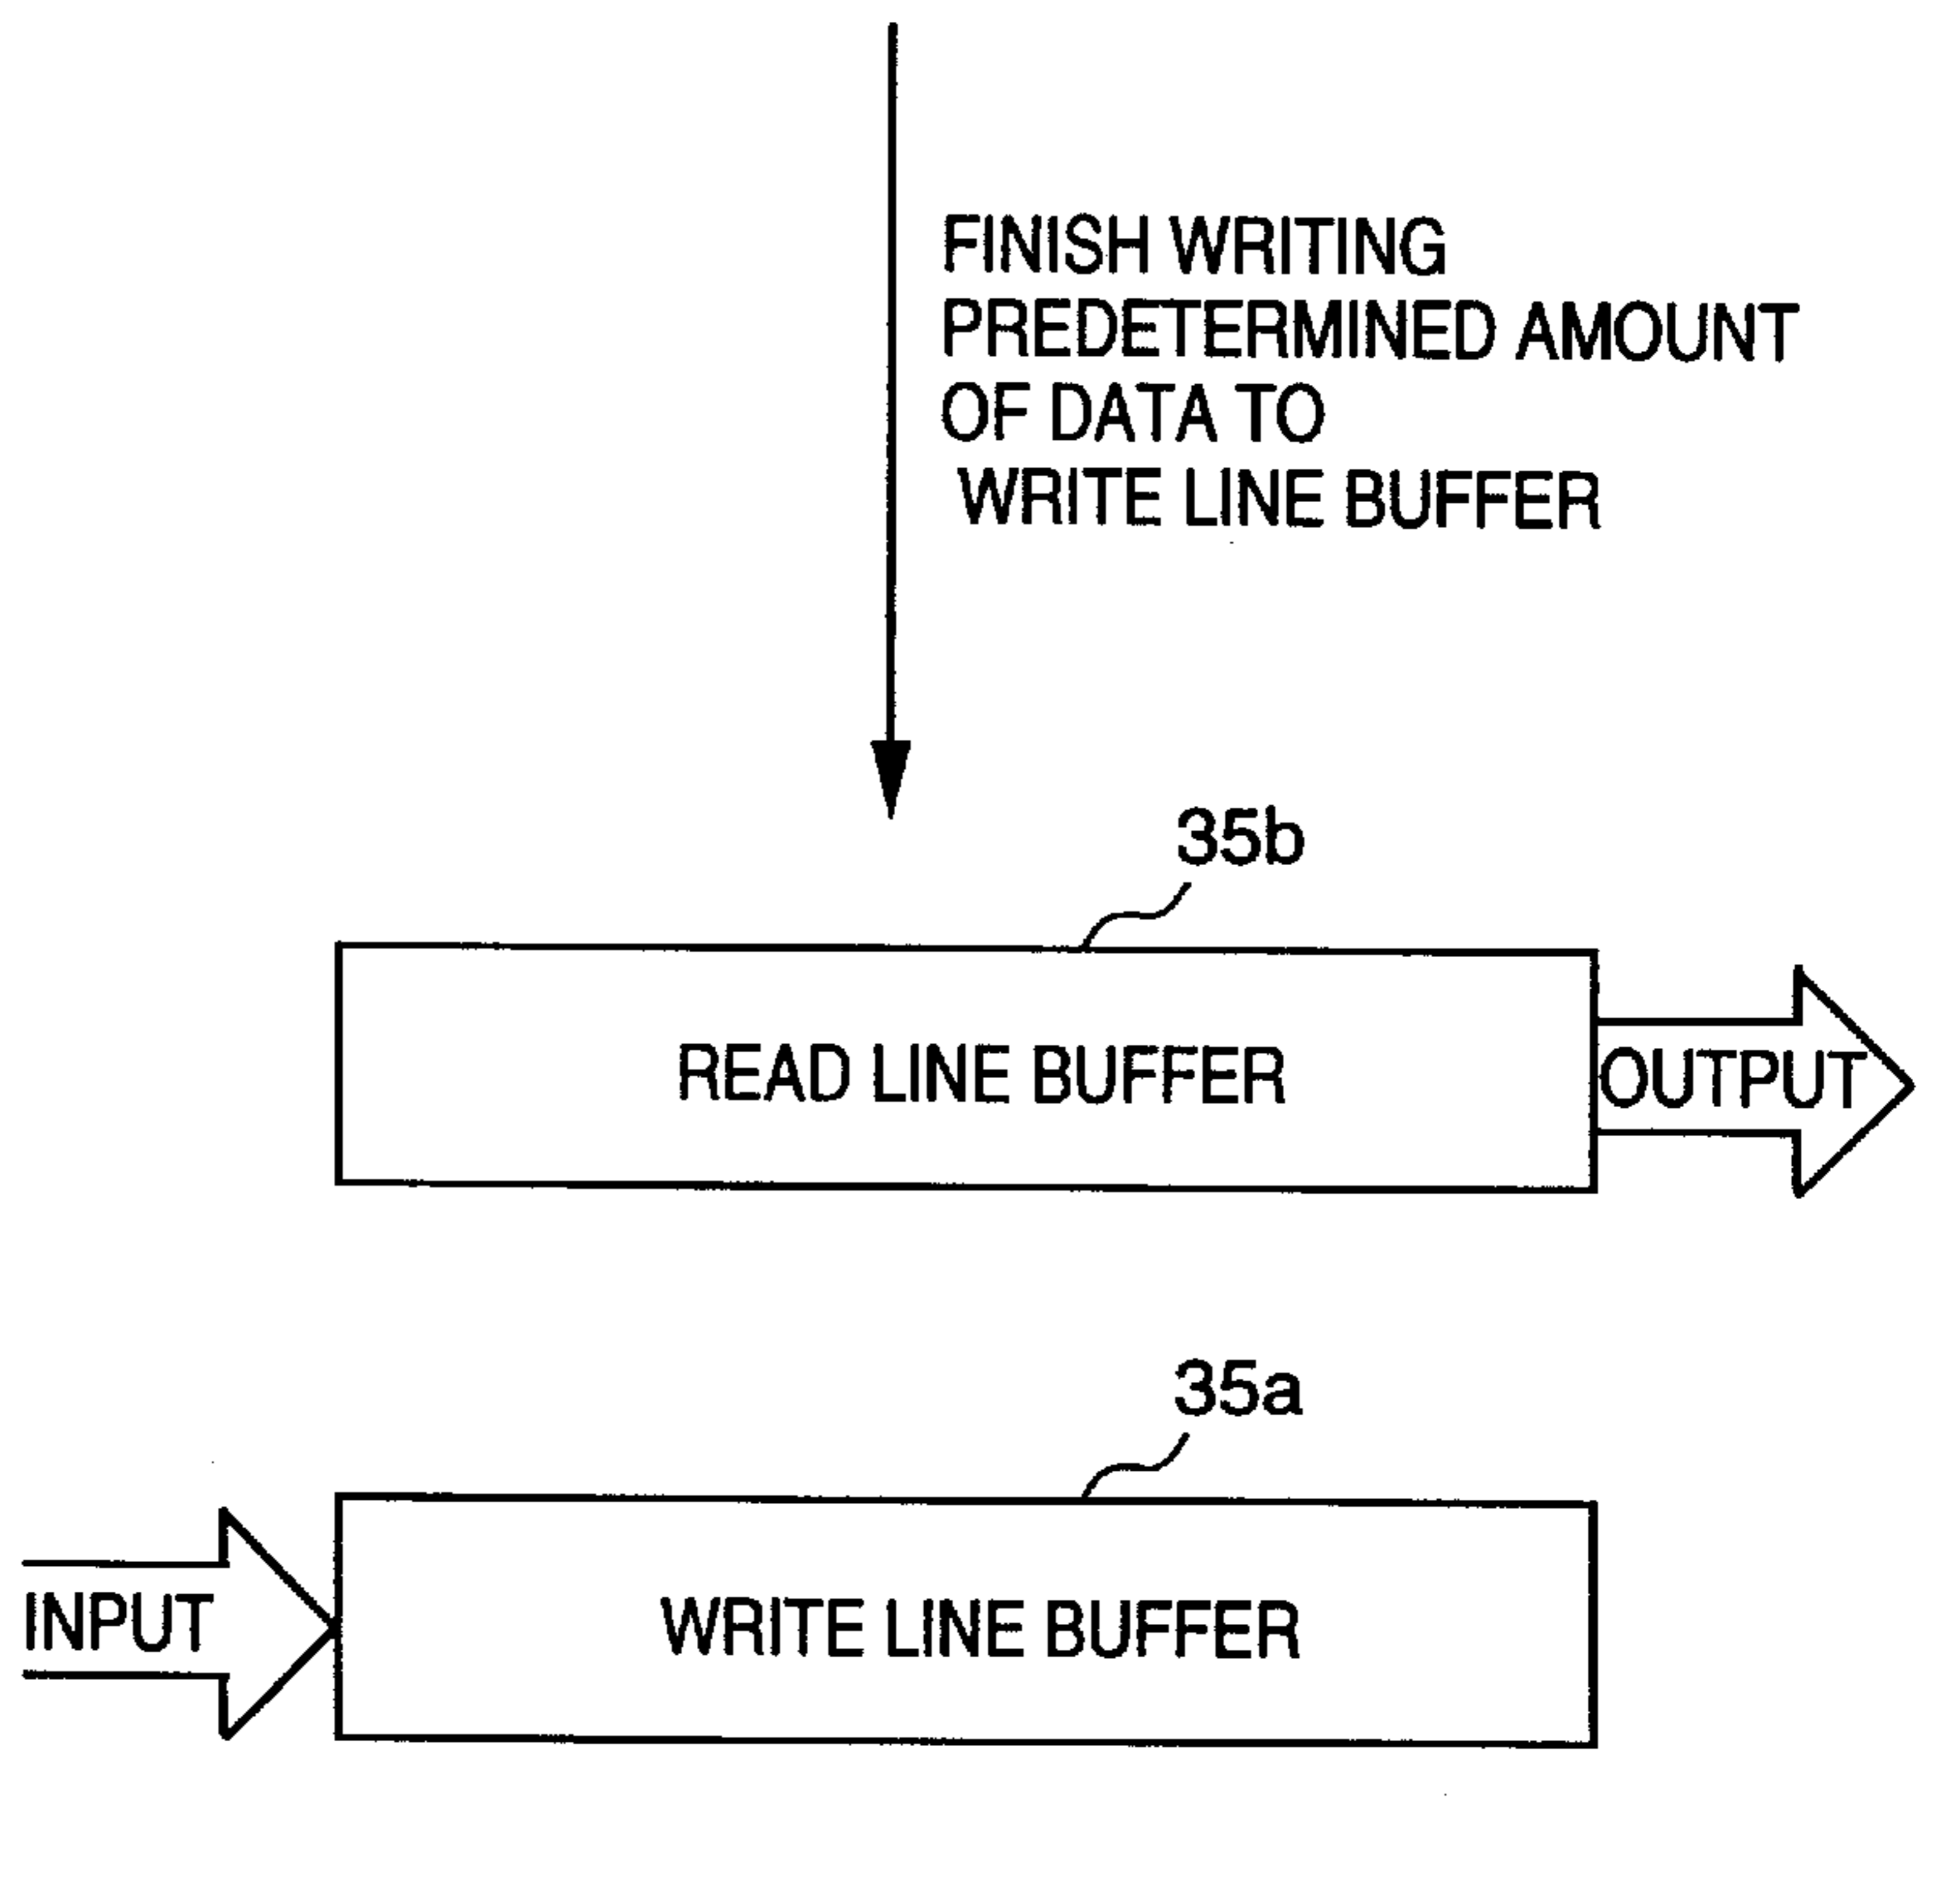 FINISH WRITING
PREDETERMINED AMOUNT
OF DATA TO
WRITE LINE BUFFER
35b
READ LINE BUFFER
OUTPUT
35a
INPUT
WRITE LINE BUFFER